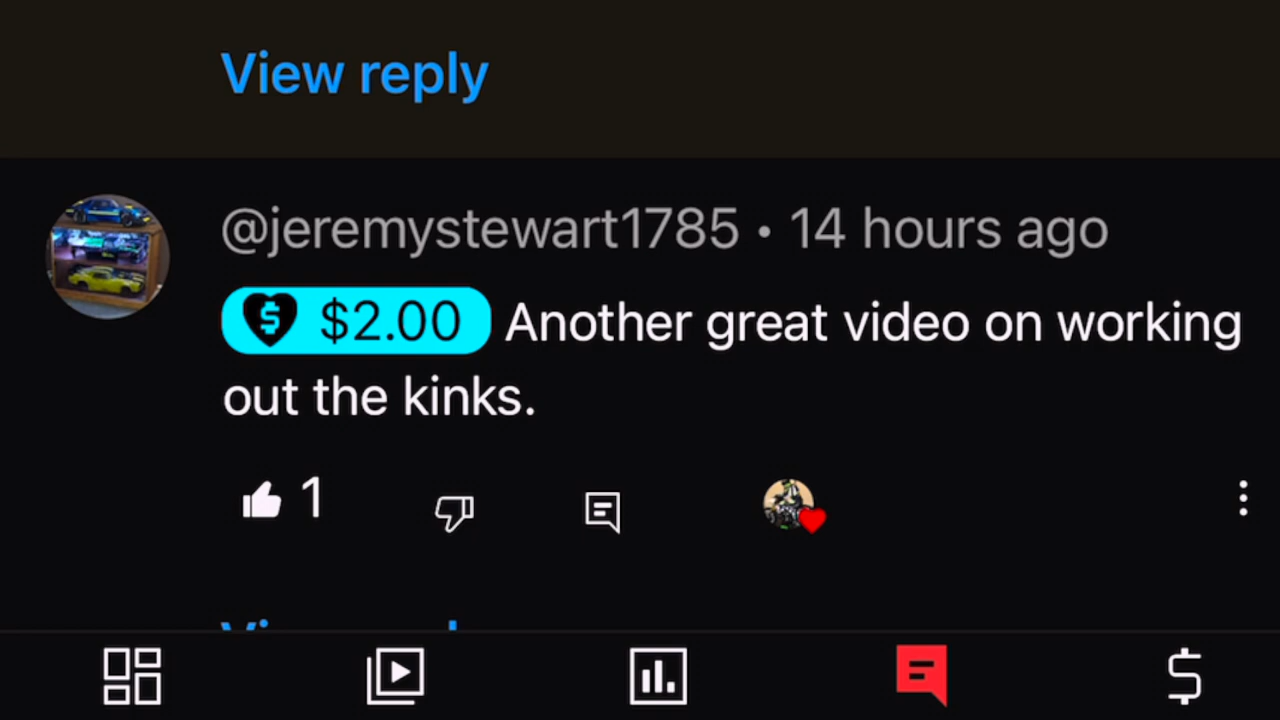 View reply
@jeremystewart1785 • 14 hours ago
$2.00 Another great video on working
out the kinks.
1